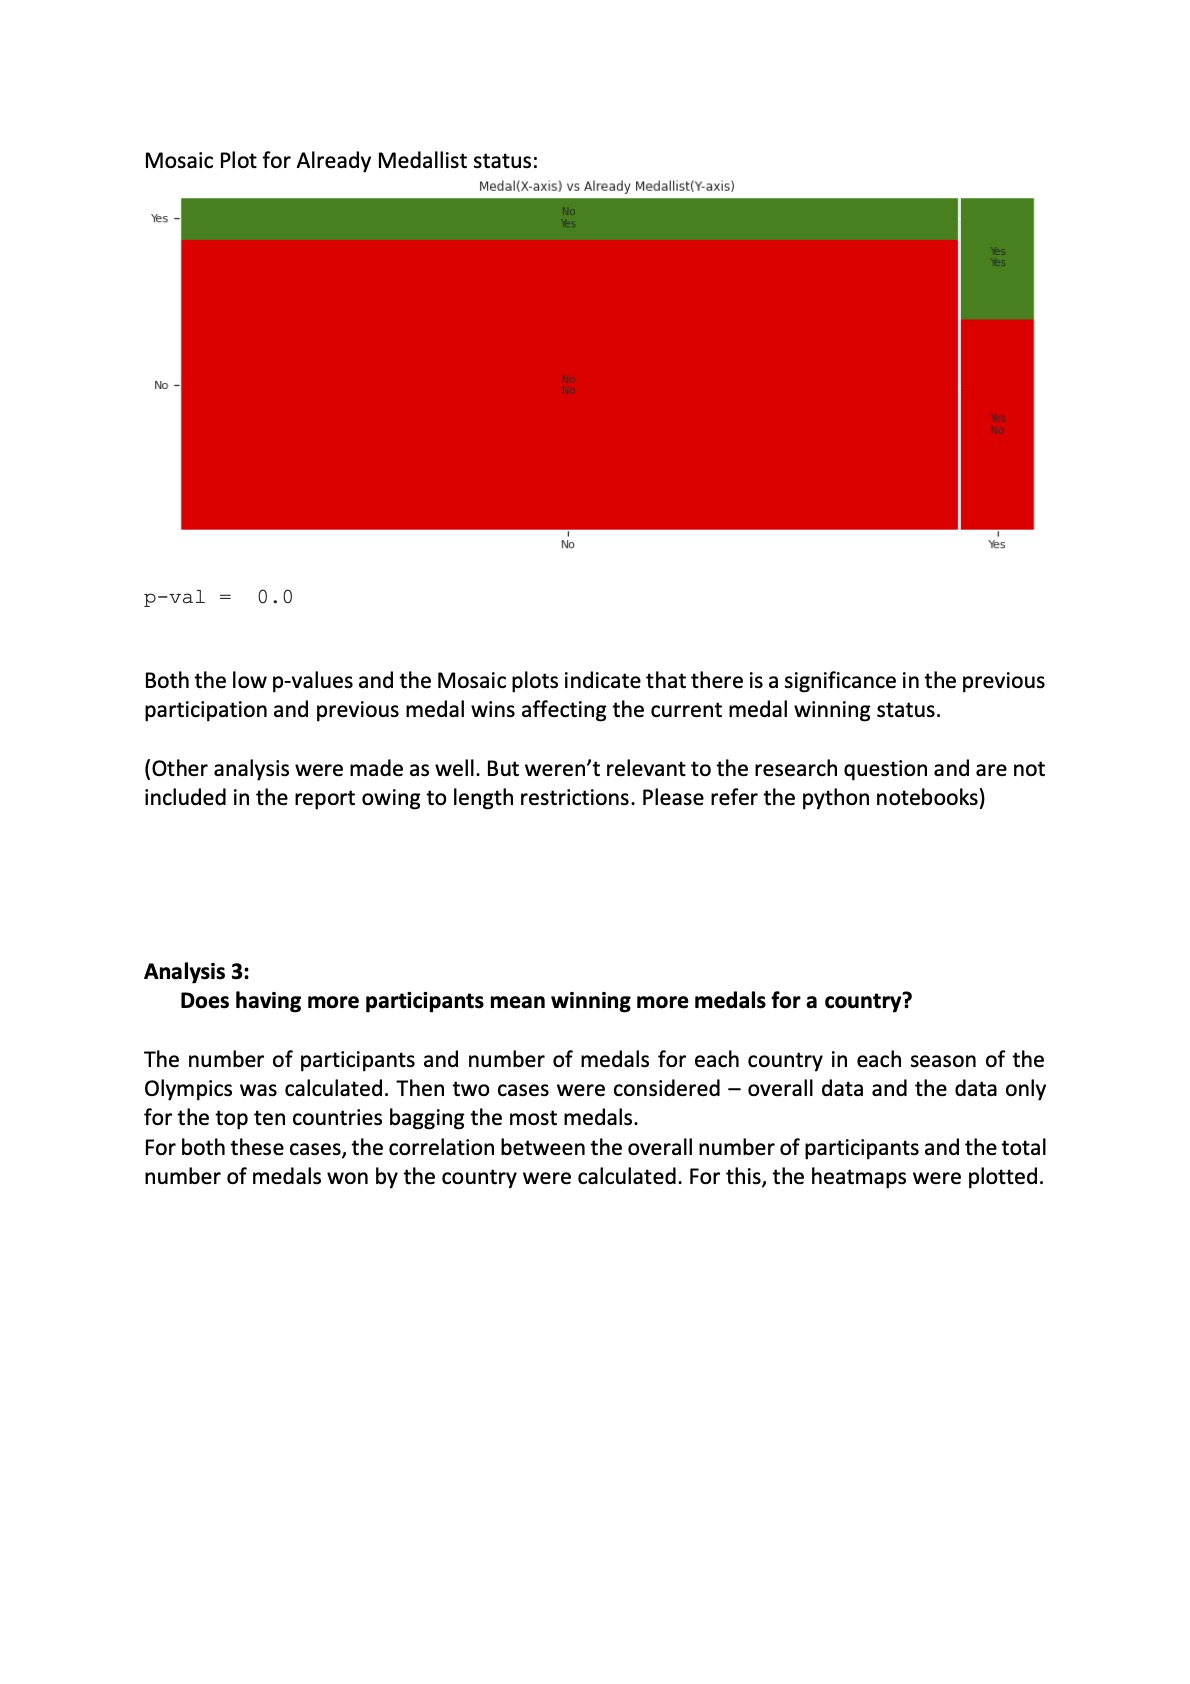 Mosaic Plot for Already Medallist status:
Medal(X-axis) vs Already Medallist(Y-axis)
Yes
No
Yes
Yes
Yes
No
No
No
Yes
No
No
Yes
p-val =  0.0
Both the low p-values and the Mosaic plots indicate that there is a significance in the previous
participation and previous medal wins affecting the current medal winning status.
(Other analysis were made as well. But weren’t relevant to the research question and are not
included in the report owing to length restrictions. Please refer the python notebooks)
Analysis 3:
Does having more participants mean winning more medals for a country?
The number of participants and number of medals for each country in each season of the
Olympics was calculated. Then two cases were considered – overall data and the data only
for the top ten countries bagging the most medals.
For both these cases, the correlation between the overall number of participants and the total
number of medals won by the country were calculated. For this, the heatmaps were plotted.